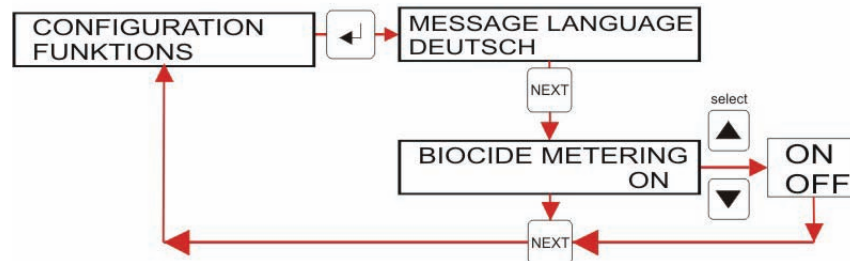 CONFIGURATION
FUNKTIONS
MESSAGE LANGUAGE
DEUTSCH
NEXT
select
BIOCIDE METERING
ON
ON
OFF
NEXT